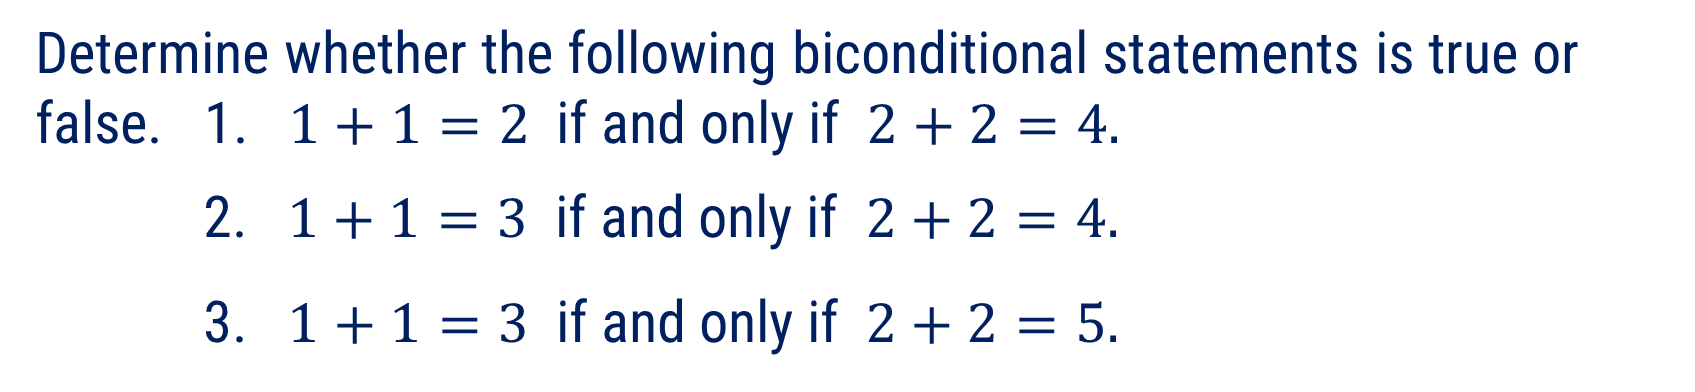 Determine whether the following biconditional statements is true or
false. 1. 1 + 1 = 2 if and only if 2 + 2 = 4.
2. 1 + 1 = 3 if and only if 2 + 2 = 4.
3. 1 + 1 = 3 if and only if 2 + 2 = 5.